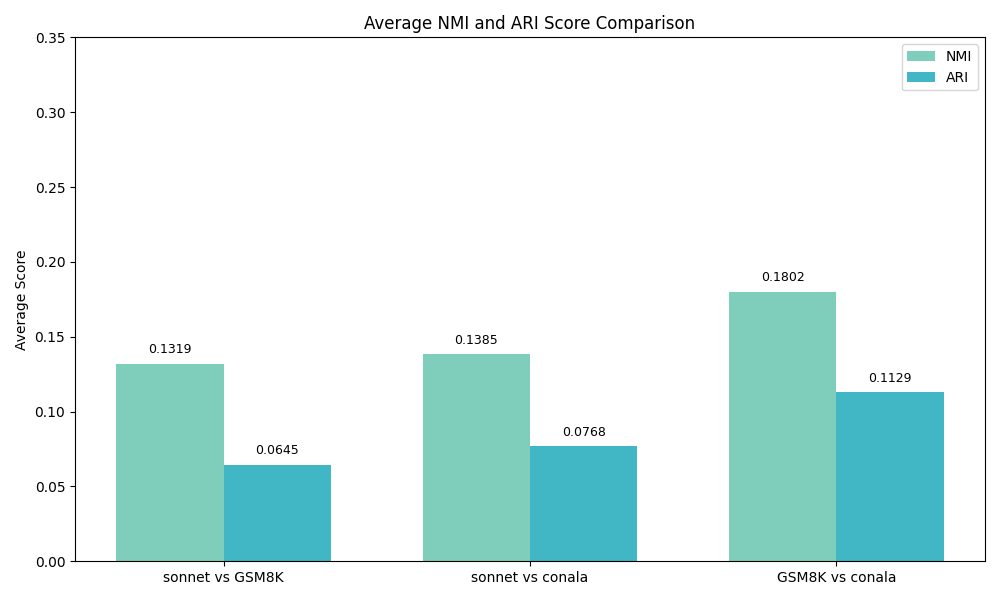 Average NMI and ARI Score Comparison
0.35
0.30
0.25
0.20
0.15
0.10
0.05
0.00
Average Score
NMI
ARI
0.1319
0.0645
0.1385
0.0768
0.1802
0.1129
sonnet vs GSM8K
sonnet vs conala
GSM8K vs conala